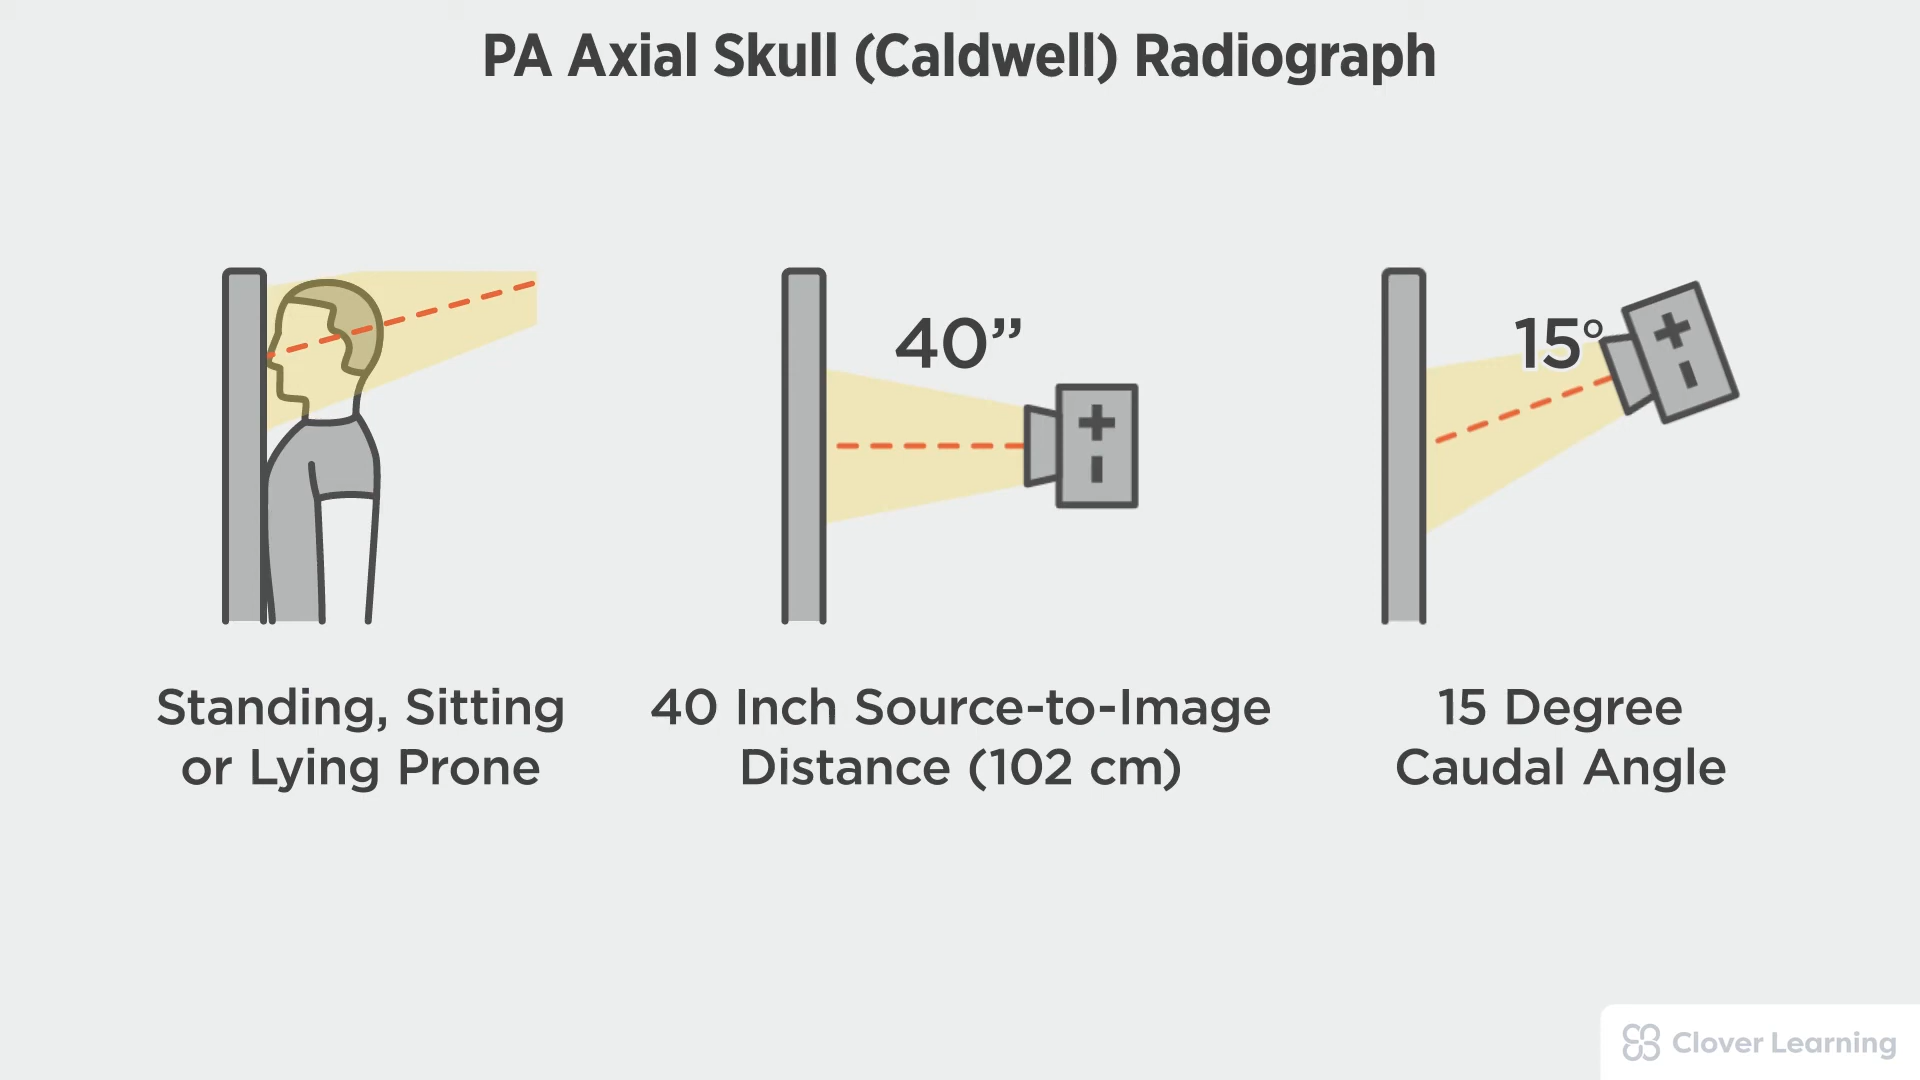 PA Axial Skull (Caldwell) Radiograph
40”
15°
+
-
+
-
Standing, Sitting
or Lying Prone
40 Inch Source-to-Image
Distance (102 cm)
15 Degree
Caudal Angle
Clover Learning